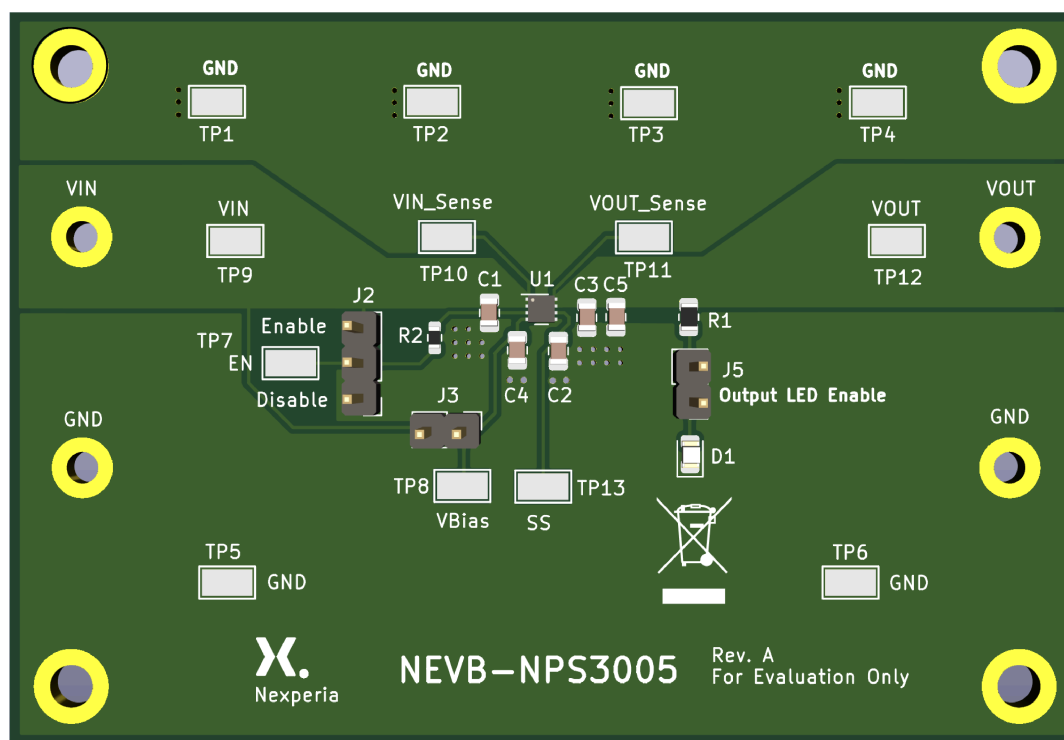 GND GND GND GND
TP1 TP2 TP3 TP4
VIN VOUT
VIN VIN_Sense VOUT_Sense VOUT
TP9 TP10 TP11 TP12
C1 U1 C3 C5
J2
Enable R2 R1
TP7
EN
Disable C4 C2
J5
Output LED Enable
J3
GND GND
D1
TP8 TP13
VBias SS
TP5 TP6
GND GND
X.
Nexperia
NEVB-NPS3005
Rev. A
For Evaluation Only